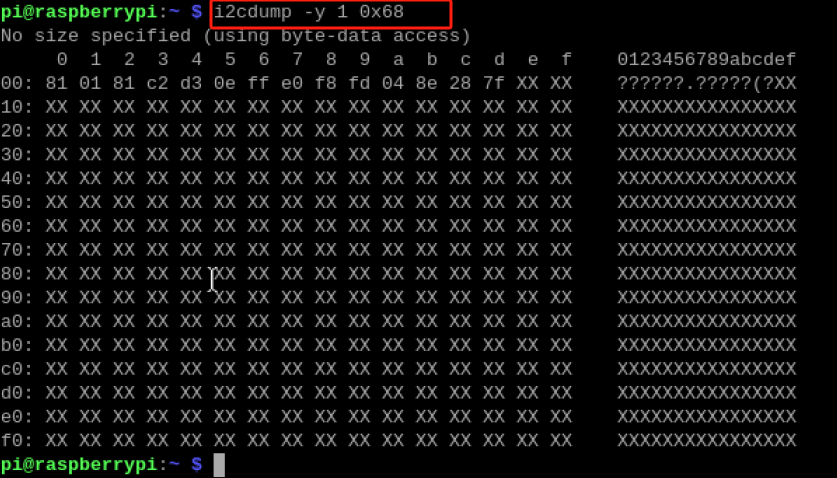 pi@raspberrypi:~ $ i2cdump -y 1 0x68
No size specified (using byte-data access)
     0  1  2  3  4  5  6  7  8  9  a  b  c  d  e  f    0123456789abcdef
00: 81 01 81 c2 d3 0e ff e0 f8 fd 04 8e 28 7f XX XX    ??????.?????(?XX
10: XX XX XX XX XX XX XX XX XX XX XX XX XX XX XX XX    XXXXXXXXXXXXXXXX
20: XX XX XX XX XX XX XX XX XX XX XX XX XX XX XX XX    XXXXXXXXXXXXXXXX
30: XX XX XX XX XX XX XX XX XX XX XX XX XX XX XX XX    XXXXXXXXXXXXXXXX
40: XX XX XX XX XX XX XX XX XX XX XX XX XX XX XX XX    XXXXXXXXXXXXXXXX
50: XX XX XX XX XX XX XX XX XX XX XX XX XX XX XX XX    XXXXXXXXXXXXXXXX
60: XX XX XX XX XX XX XX XX XX XX XX XX XX XX XX XX    XXXXXXXXXXXXXXXX
70: XX XX XX XX XX XX XX XX XX XX XX XX XX XX XX XX    XXXXXXXXXXXXXXXX
80: XX XX XX XX XX XX XX XX XX XX XX XX XX XX XX XX    XXXXXXXXXXXXXXXX
90: XX XX XX XX XX XX XX XX XX XX XX XX XX XX XX XX    XXXXXXXXXXXXXXXX
a0: XX XX XX XX XX XX XX XX XX XX XX XX XX XX XX XX    XXXXXXXXXXXXXXXX
b0: XX XX XX XX XX XX XX XX XX XX XX XX XX XX XX XX    XXXXXXXXXXXXXXXX
c0: XX XX XX XX XX XX XX XX XX XX XX XX XX XX XX XX    XXXXXXXXXXXXXXXX
d0: XX XX XX XX XX XX XX XX XX XX XX XX XX XX XX XX    XXXXXXXXXXXXXXXX
e0: XX XX XX XX XX XX XX XX XX XX XX XX XX XX XX XX    XXXXXXXXXXXXXXXX
f0: XX XX XX XX XX XX XX XX XX XX XX XX XX XX XX XX    XXXXXXXXXXXXXXXX
pi@raspberrypi:~ $